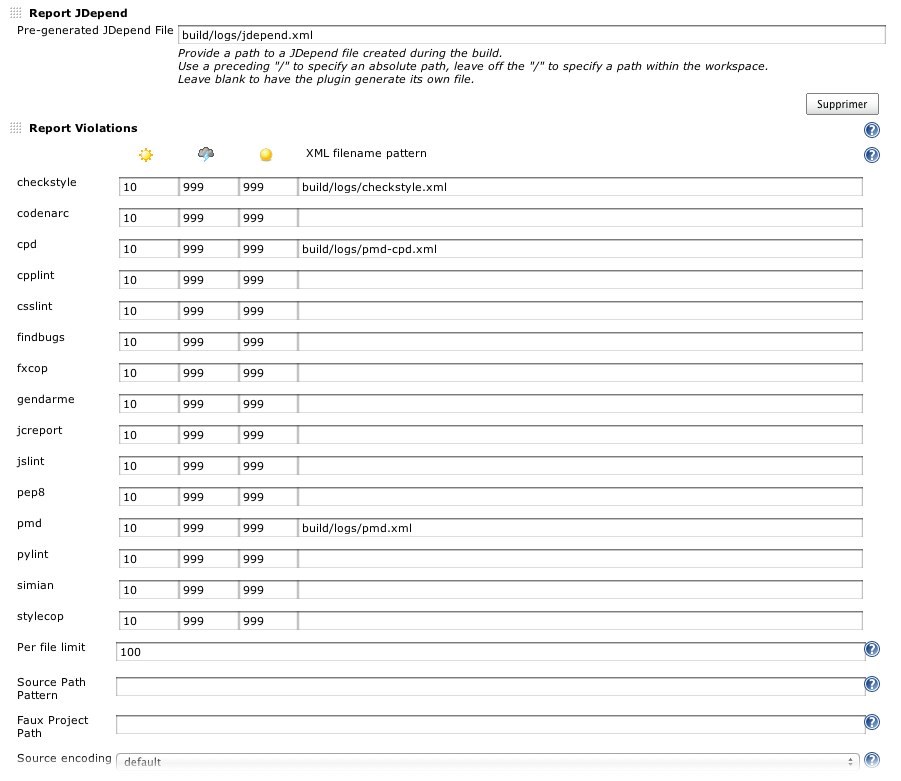 Report JDepend
Pre-generated JDepend File build/logs/jdepend.xml
Provide a path to a JDepend file created during the build.
Use a preceding "/" to specify an absolute path, leave off the "/" to specify a path within the workspace.
Leave blank to have the plugin generate its own file.
Supprimer
Report Violations
XML filename pattern
checkstyle 10 999 999 build/logs/checkstyle.xml
codenarc 10 999 999
cpd 10 999 999 build/logs/pmd-cpd.xml
cpplint 10 999 999
csslint 10 999 999
findbugs 10 999 999
fxcop 10 999 999
gendarme 10 999 999
jcreport 10 999 999
jslint 10 999 999
pep8 10 999 999
pmd 10 999 999 build/logs/pmd.xml
pylint 10 999 999
simian 10 999 999
stylecop 10 999 999
Per file limit 100
Source Path
Pattern
Faux Project
Path
Source encoding default